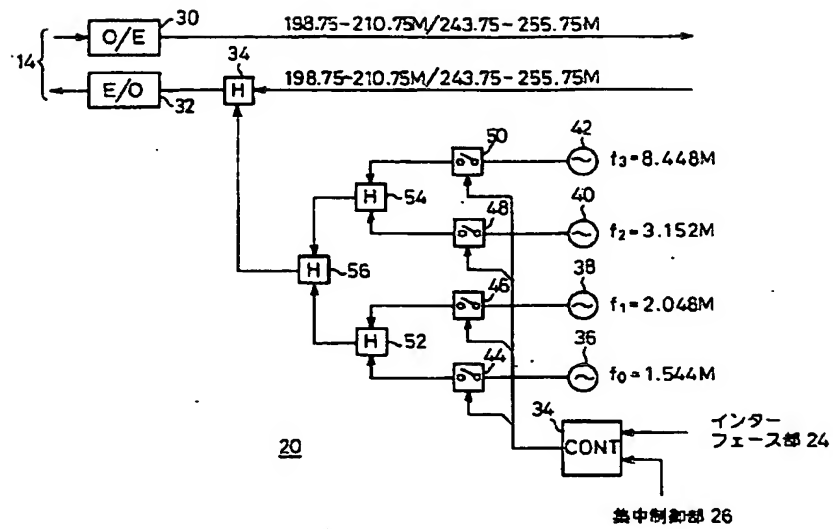 O/E
30
198.75-210.75M/243.75-255.75M
14
E/O
32
34
H
198.75-210.75M/243.75-255.75M
50
42
f3=8.448M
H
54
48
40
f2=3.152M
H
56
46
38
f1=2.048M
H
52
44
36
f0=1.544M
20
34
CONT
インター
フェース部 24
集中制御部 26